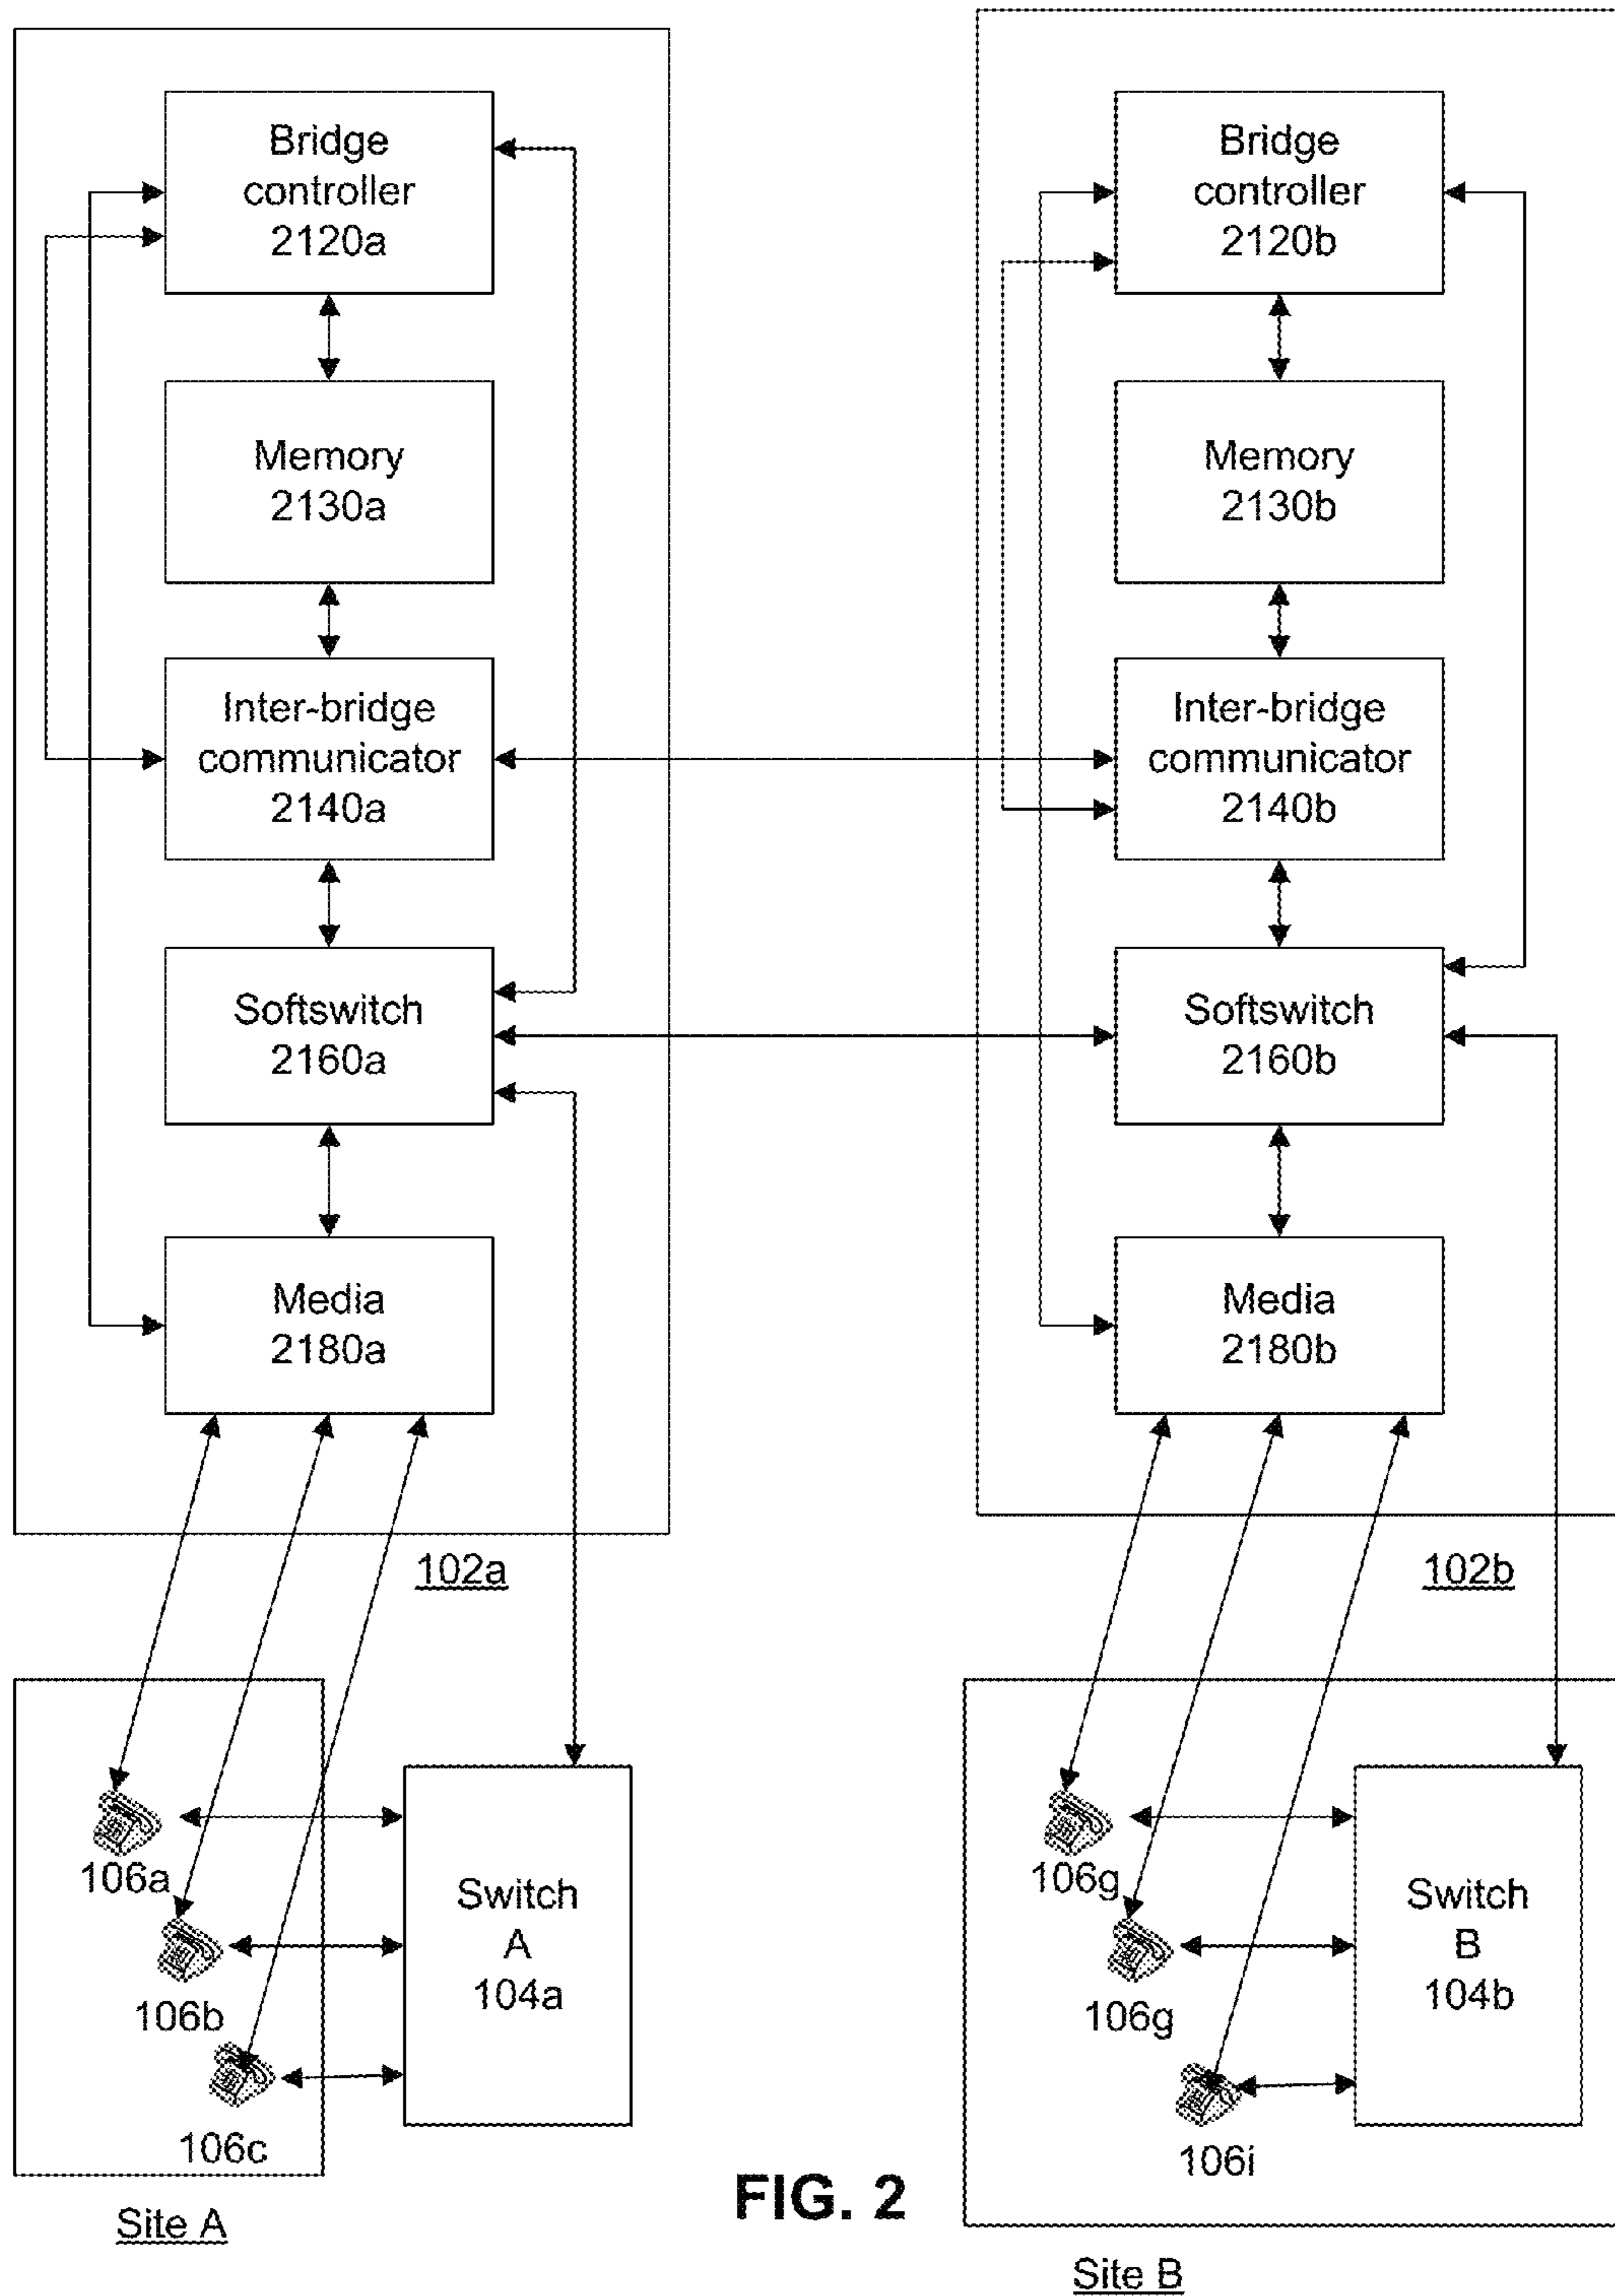 Bridge
controller
2120a
Memory
2130a
Inter-bridge
communicator
2140a
Softswitch
2160a
Media
2180a
102a
106a
106b
106c
Switch
A
104a
Site A
Bridge
controller
2120b
Memory
2130b
Inter-bridge
communicator
2140b
Softswitch
2160b
Media
2180b
102b
106g
106g
106i
Switch
B
104b
Site B
FIG. 2